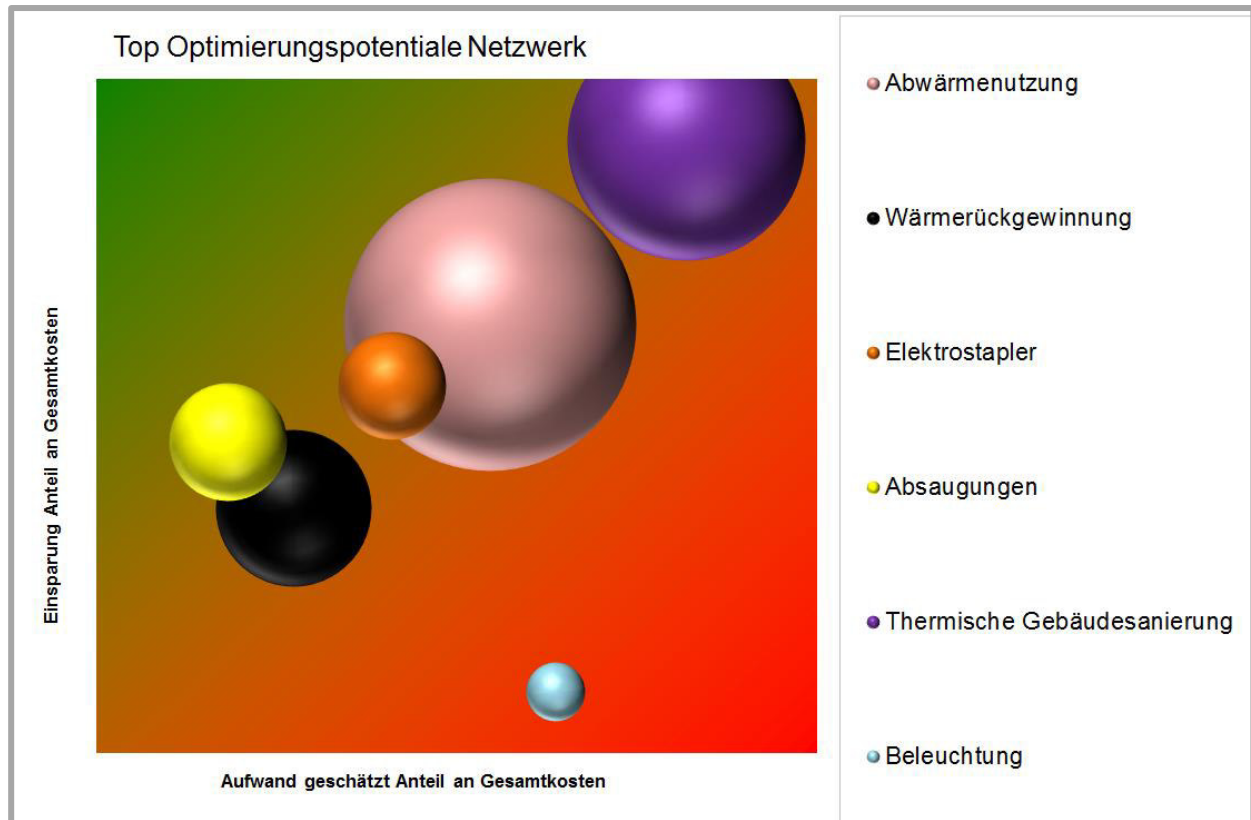 Top Optimierungspotentiale Netzwerk
Einsparung Anteil an Gesamtkosten
Aufwand geschätzt Anteil an Gesamtkosten
Abwärmenutzung
Wärmerückgewinnung
Elektrostapler
Absaugungen
Thermische Gebäudesanierung
Beleuchtung